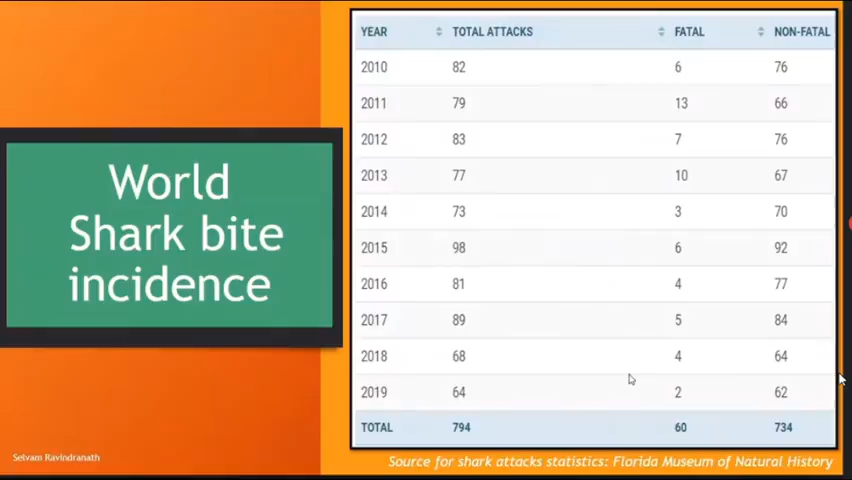 World
Shark bite
incidence
YEAR TOTAL ATTACKS FATAL NON-FATAL
2010 82 6 76
2011 79 13 66
2012 83 7 76
2013 77 10 67
2014 73 3 70
2015 98 6 92
2016 81 4 77
2017 89 5 84
2018 68 4 64
2019 64 2 62
TOTAL 794 60 734
Selvam Ravindranath
Source for shark attacks statistics: Florida Museum of Natural History